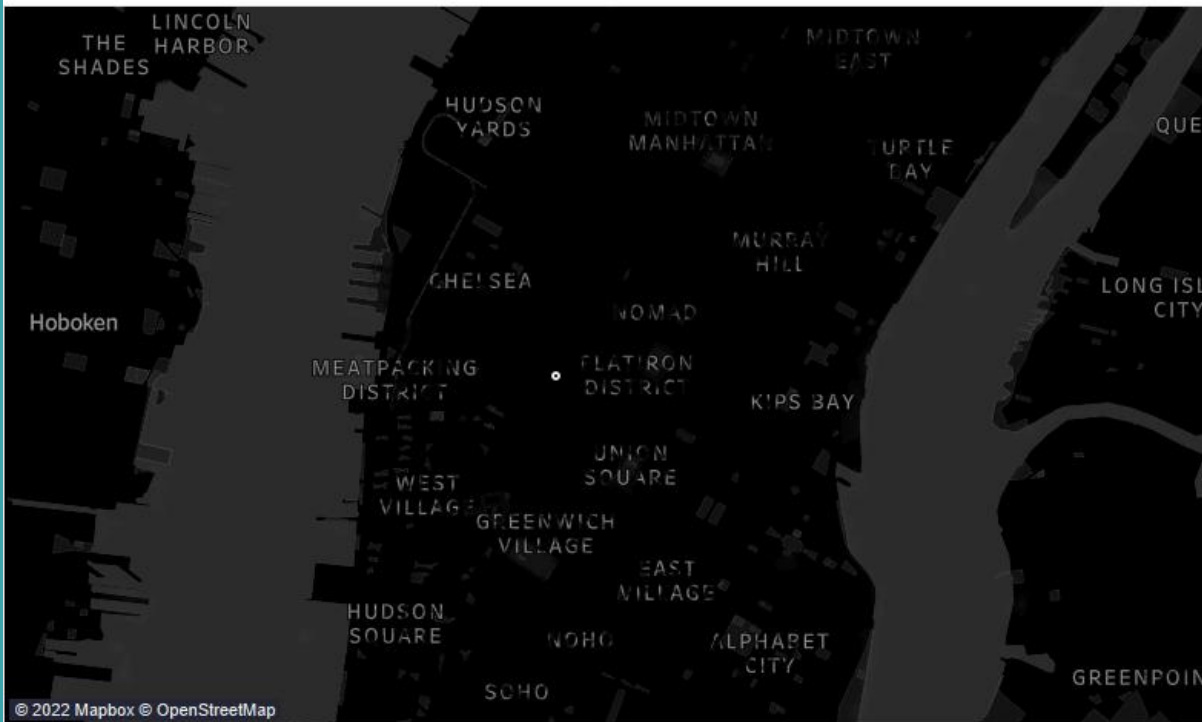 LINCOLN
HARBOR
THE
SHADES
MIDTOWN
EAST
HUDSON
YARDS
MIDTOWN
MANHATTAN
QUE
TURTLE
BAY
MURRAY
HILL
CHELSEA
LONG ISL
CITY
NOMAD
Hoboken
FLATIRON
DISTRICT
MEATPACKING
DISTRICT
KIPS BAY
UNION
SQUARE
WEST
VILLAGE
GREENWICH
VILLAGE
EAST
VILLAGE
HUDSON
SQUARE
NOHO
ALPHABET
CITY
GREENPOIN
SOHO
© 2022 Mapbox © OpenStreetMap